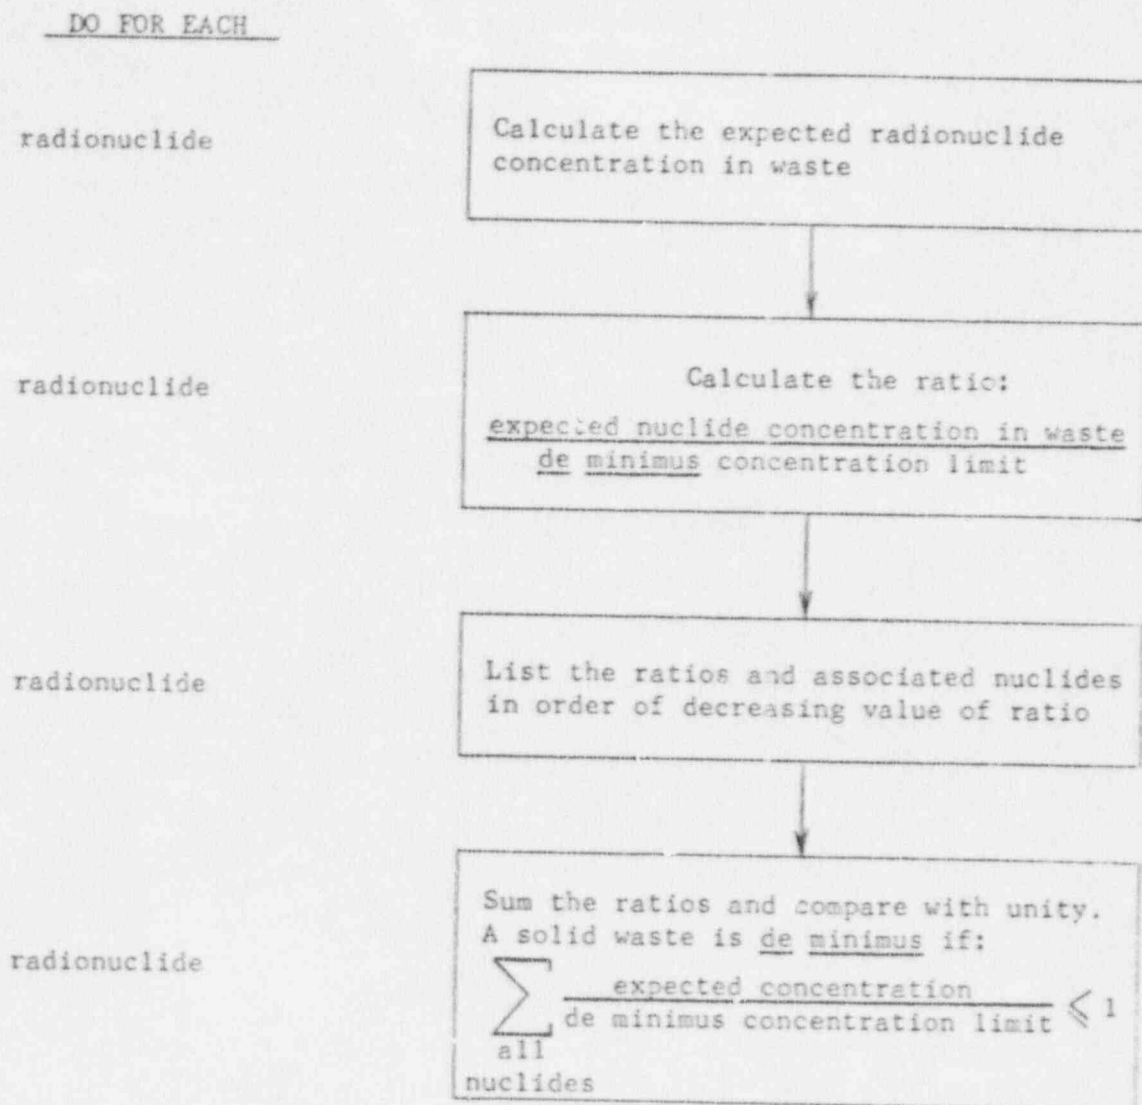 DO FOR EACH
radionuclide
Calculate the expected radionuclide
concentration in waste
radionuclide
Calculate the ratio:
expected nuclide concentration in waste
de minimus concentration limit
radionuclide
List the ratios and associated nuclides
in order of decreasing value of ratio
radionuclide
Sum the ratios and compare with unity.
A solid waste is de minimus if:
∑ expected concentration
de minimus concentration limit ⩽ 1
all
nuclides